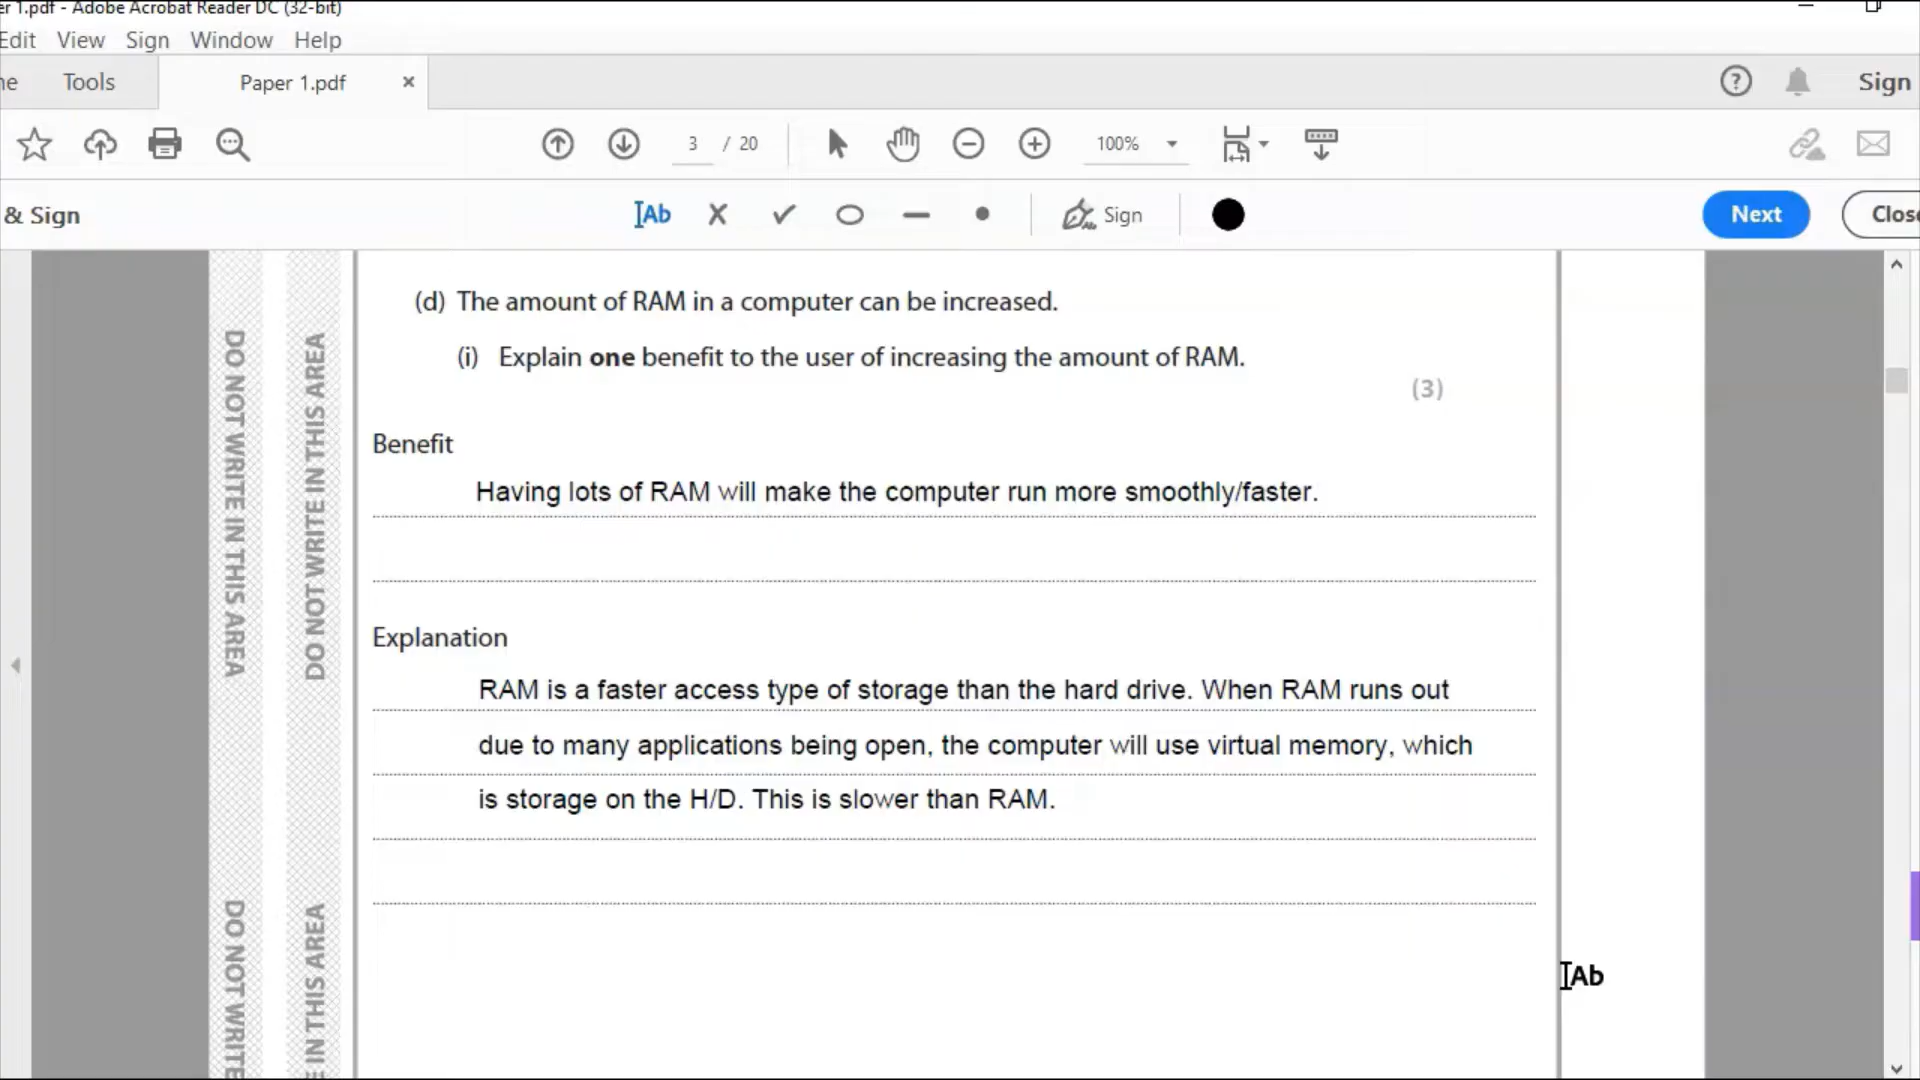 er 1.pdf - Adobe Acrobat Reader DC (32-bit)
Edit View Sign Window Help
ne Tools Paper 1.pdf × Sign
3 / 20 100%
& Sign Ab Sign Next Close
(d) The amount of RAM in a computer can be increased.
(i) Explain one benefit to the user of increasing the amount of RAM.
(3)
Benefit
Having lots of RAM will make the computer run more smoothly/faster.
Explanation
RAM is a faster access type of storage than the hard drive. When RAM runs out
due to many applications being open, the computer will use virtual memory, which
is storage on the H/D. This is slower than RAM.
Ab
DO NOT WRITE IN THIS AREA
DO NOT WRITE IN THIS AREA
DO NOT WRITE
E IN THIS AREA